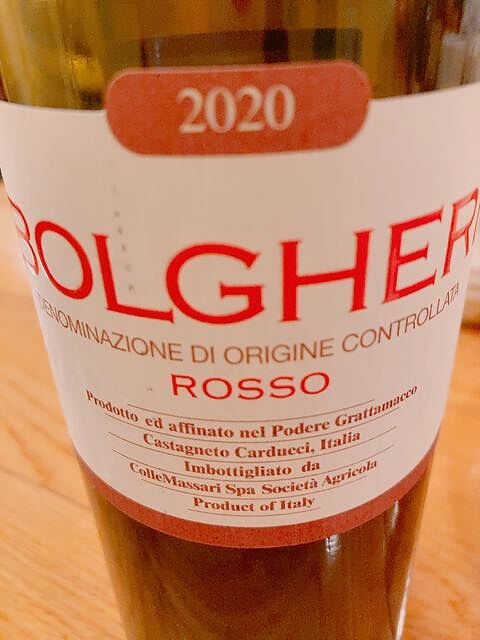 2020
BOLGHERI
DENOMINAZIONE DI ORIGINE CONTROLLATA
ROSSO
Prodotto ed affinato nel Podere Grattamacco
Castagneto Carducci, Italia
Imbottigliato da
ColleMassari Spa Società Agricola
Product of Italy